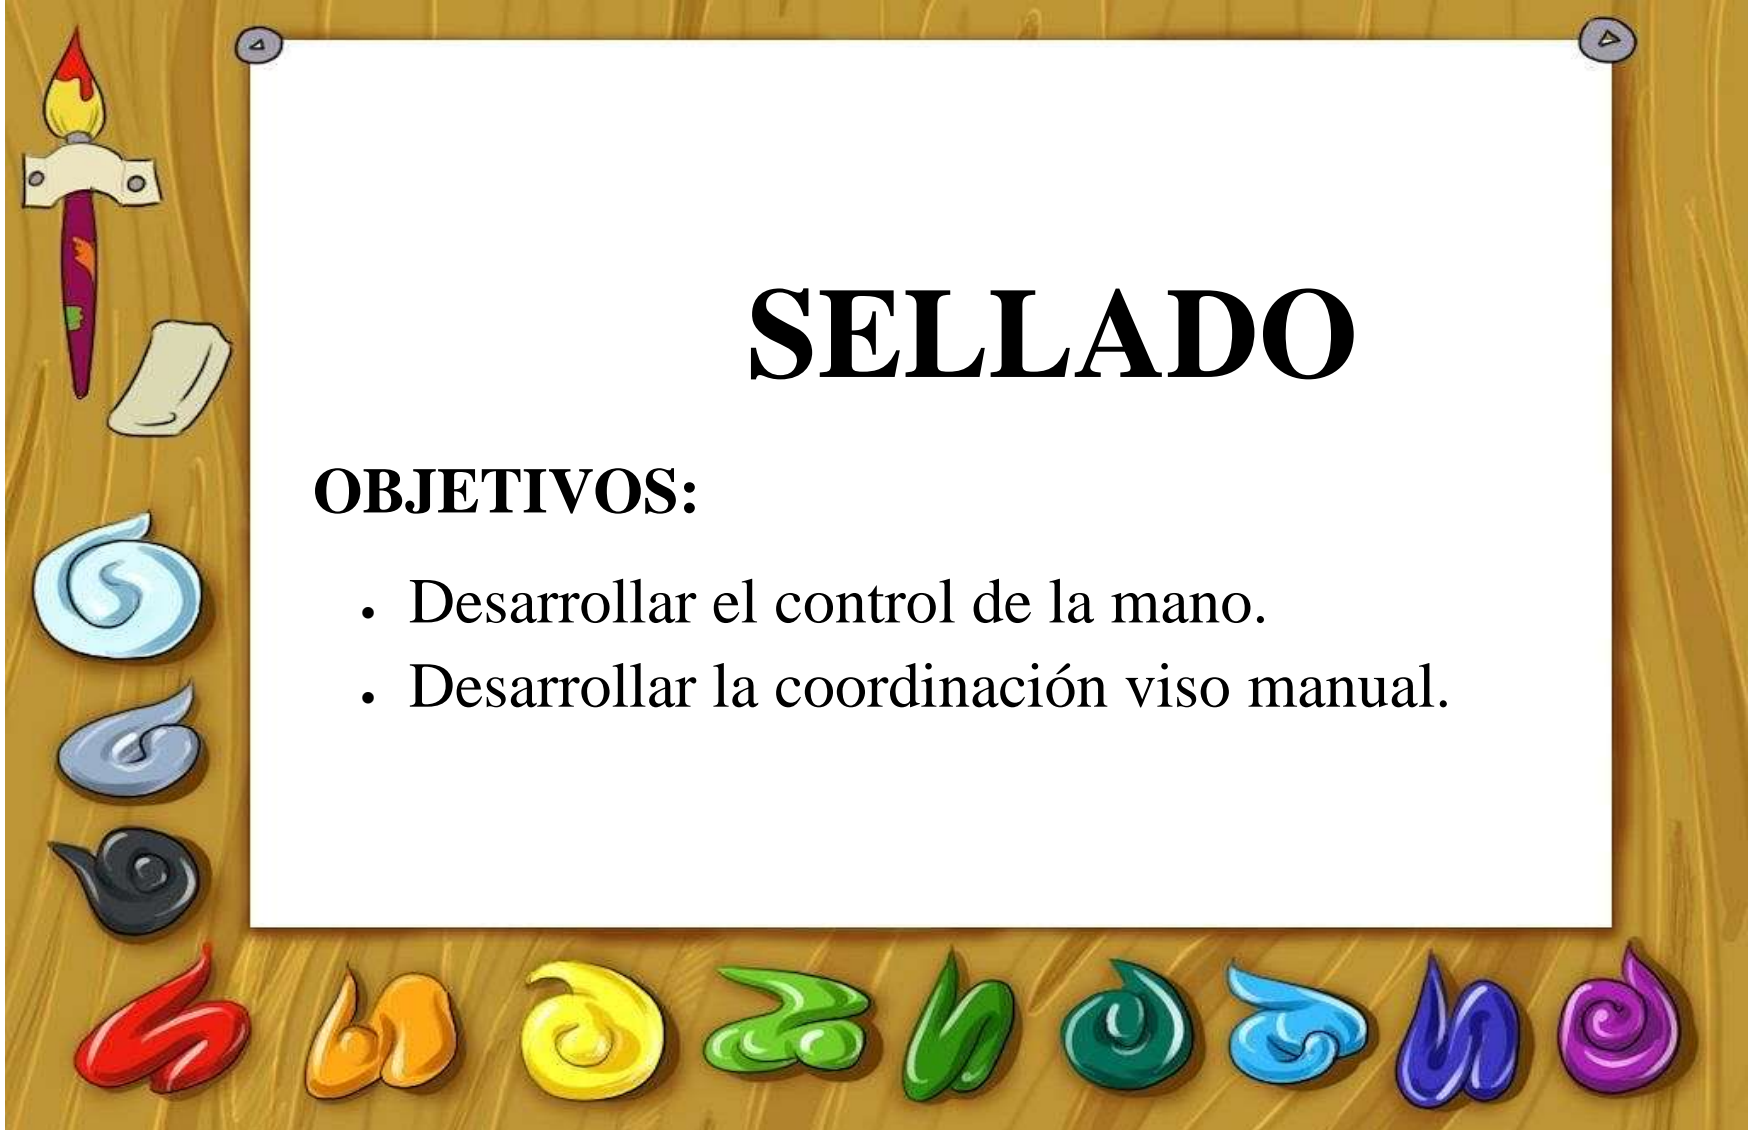 SELLADO
OBJETIVOS:
• Desarrollar el control de la mano.
• Desarrollar la coordinación viso manual.